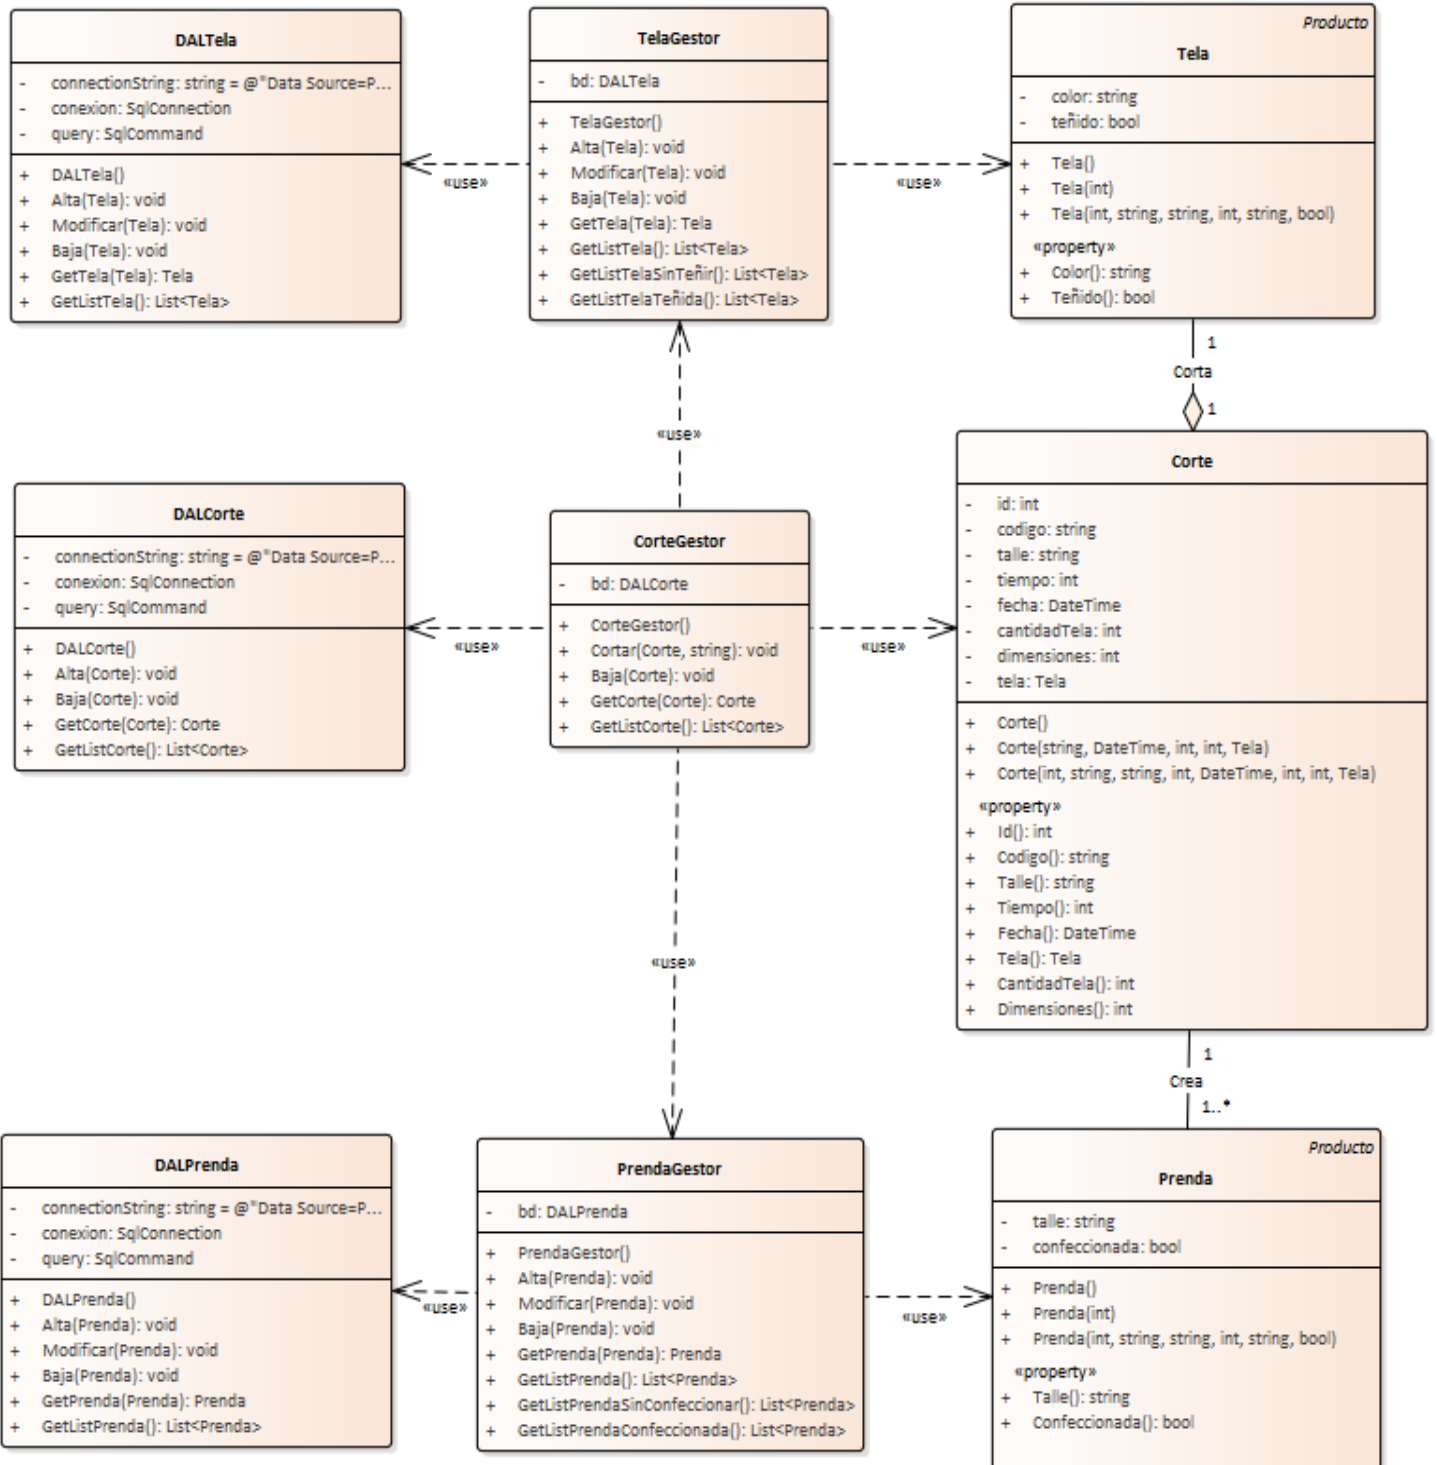 DALTela
- connectionString: string = @"Data Source=P...
- conexion: SqlConnection
- query: SqlCommand
+ DALTela()
+ Alta(Tela): void
+ Modificar(Tela): void
+ Baja(Tela): void
+ GetTela(Tela): Tela
+ GetListTela(): List<Tela>
«use»
TelaGestor
- bd: DALTela
+ TelaGestor()
+ Alta(Tela): void
+ Modificar(Tela): void
+ Baja(Tela): void
+ GetTela(Tela): Tela
+ GetListTela(): List<Tela>
+ GetListTelaSinTeñir(): List<Tela>
+ GetListTelaTeñida(): List<Tela>
«use»
Producto
Tela
- color: string
- teñido: bool
+ Tela()
+ Tela(int)
+ Tela(int, string, string, int, string, bool)
«property»
+ Color(): string
+ Teñido(): bool
1
Corta
1
«use»
DALCorte
- connectionString: string = @"Data Source=P...
- conexion: SqlConnection
- query: SqlCommand
+ DALCorte()
+ Alta(Corte): void
+ Baja(Corte): void
+ GetCorte(Corte): Corte
+ GetListCorte(): List<Corte>
«use»
CorteGestor
- bd: DALCorte
+ CorteGestor()
+ Cortar(Corte, string): void
+ Baja(Corte): void
+ GetCorte(Corte): Corte
+ GetListCorte(): List<Corte>
«use»
Corte
- id: int
- codigo: string
- talle: string
- tiempo: int
- fecha: DateTime
- cantidadTela: int
- dimensiones: int
- tela: Tela
+ Corte()
+ Corte(string, DateTime, int, int, Tela)
+ Corte(int, string, string, int, DateTime, int, int, Tela)
«property»
+ Id(): int
+ Codigo(): string
+ Talle(): string
+ Tiempo(): int
+ Fecha(): DateTime
+ Tela(): Tela
+ CantidadTela(): int
+ Dimensiones(): int
«use»
1
Crea
1..*
DALPrenda
- connectionString: string = @"Data Source=P...
- conexion: SqlConnection
- query: SqlCommand
+ DALPrenda()
+ Alta(Prenda): void
+ Modificar(Prenda): void
+ Baja(Prenda): void
+ GetPrenda(Prenda): Prenda
+ GetListPrenda(): List<Prenda>
«use»
PrendaGestor
- bd: DALPrenda
+ PrendaGestor()
+ Alta(Prenda): void
+ Modificar(Prenda): void
+ Baja(Prenda): void
+ GetPrenda(Prenda): Prenda
+ GetListPrenda(): List<Prenda>
+ GetListPrendaSinConfeccionar(): List<Prenda>
+ GetListPrendaConfeccionada(): List<Prenda>
«use»
Producto
Prenda
- talle: string
- confeccionada: bool
+ Prenda()
+ Prenda(int)
+ Prenda(int, string, string, int, string, bool)
«property»
+ Talle(): string
+ Confeccionada(): bool